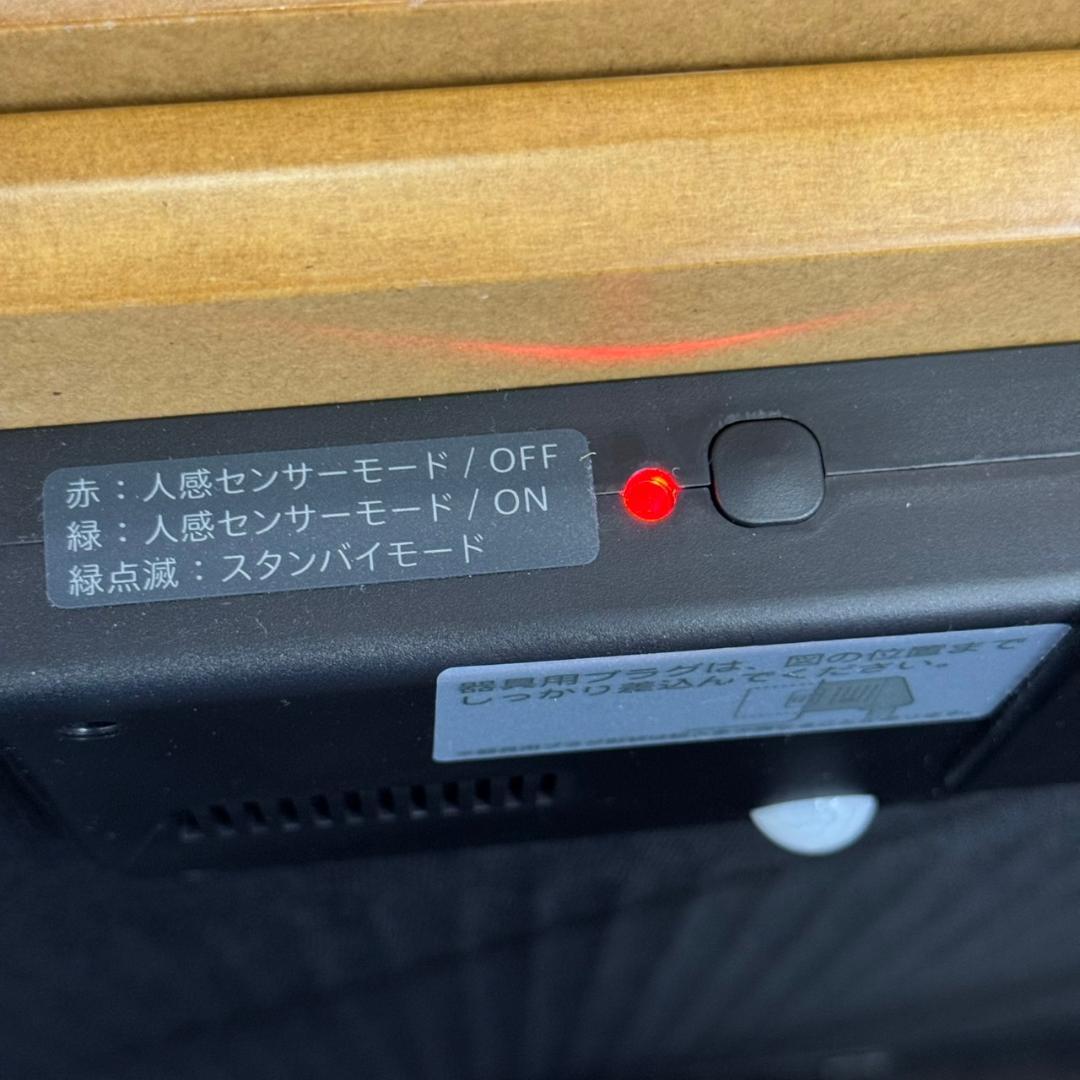 赤：人感センサーモード / OFF
緑：人感センサーモード / ON
緑点滅：スタンバイモード
器具用プラグは、図の位置まで
しっかり差込んでください。